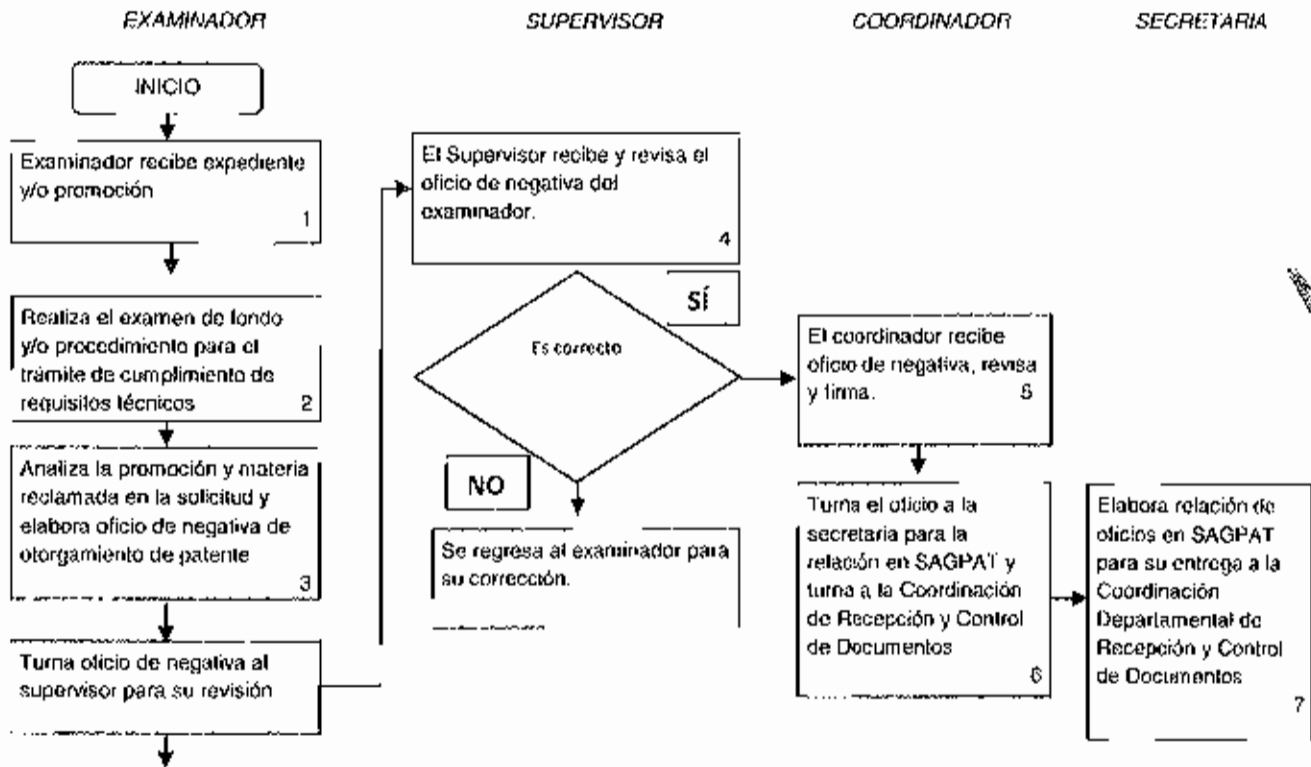 EXAMINADOR
SUPERVISOR
COORDINADOR
SECRETARIA
INICIO
Examinador recibe expediente
y/o promoción
1
Realiza el examen de fondo
y/o procedimiento para el
trámite de cumplimiento de
requisitos técnicos
2
Analiza la promoción y materia
reclamada en la solicitud y
elabora oficio de negativa de
otorgamiento de patente
3
Turna oficio de negativa al
supervisor para su revisión
El Supervisor recibe y revisa el
oficio de negativa del
examinador.
4
Es correcto
SÍ
NO
Se regresa al examinador para
su corrección.
El coordinador recibe
oficio de negativa, revisa
y firma.
5
Turna el oficio a la
secretaria para la
relación en SAGPAT y
turna a la Coordinación
de Recepción y Control
de Documentos
6
Elabora relación de
oficios en SAGPAT
para su entrega a la
Coordinación
Departamental de
Recepción y Control
de Documentos
7